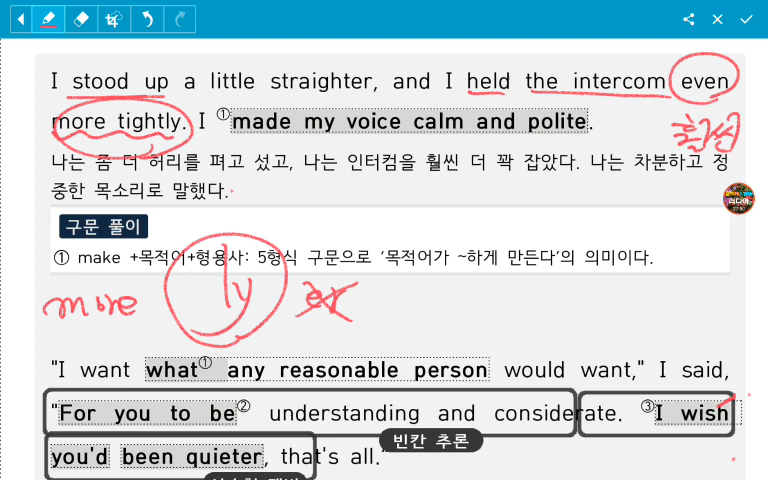 I stood up a little straighter, and I held the intercom even
more tightly. I ①made my voice calm and polite.
훨씬
나는 좀 더 허리를 펴고 섰고, 나는 인터컴을 훨씬 더 꽉 잡았다. 나는 차분하고 정
중한 목소리로 말했다.
구문 풀이
① make +목적어+형용사: 5형식 구문으로 '목적어가 ~하게 만든다'의 의미이다.
more ly er
"I want what① any reasonable person would want," I said,
"For you to be② understanding and considerate. ③I wish
빈칸 추론
you'd been quieter, that's all."